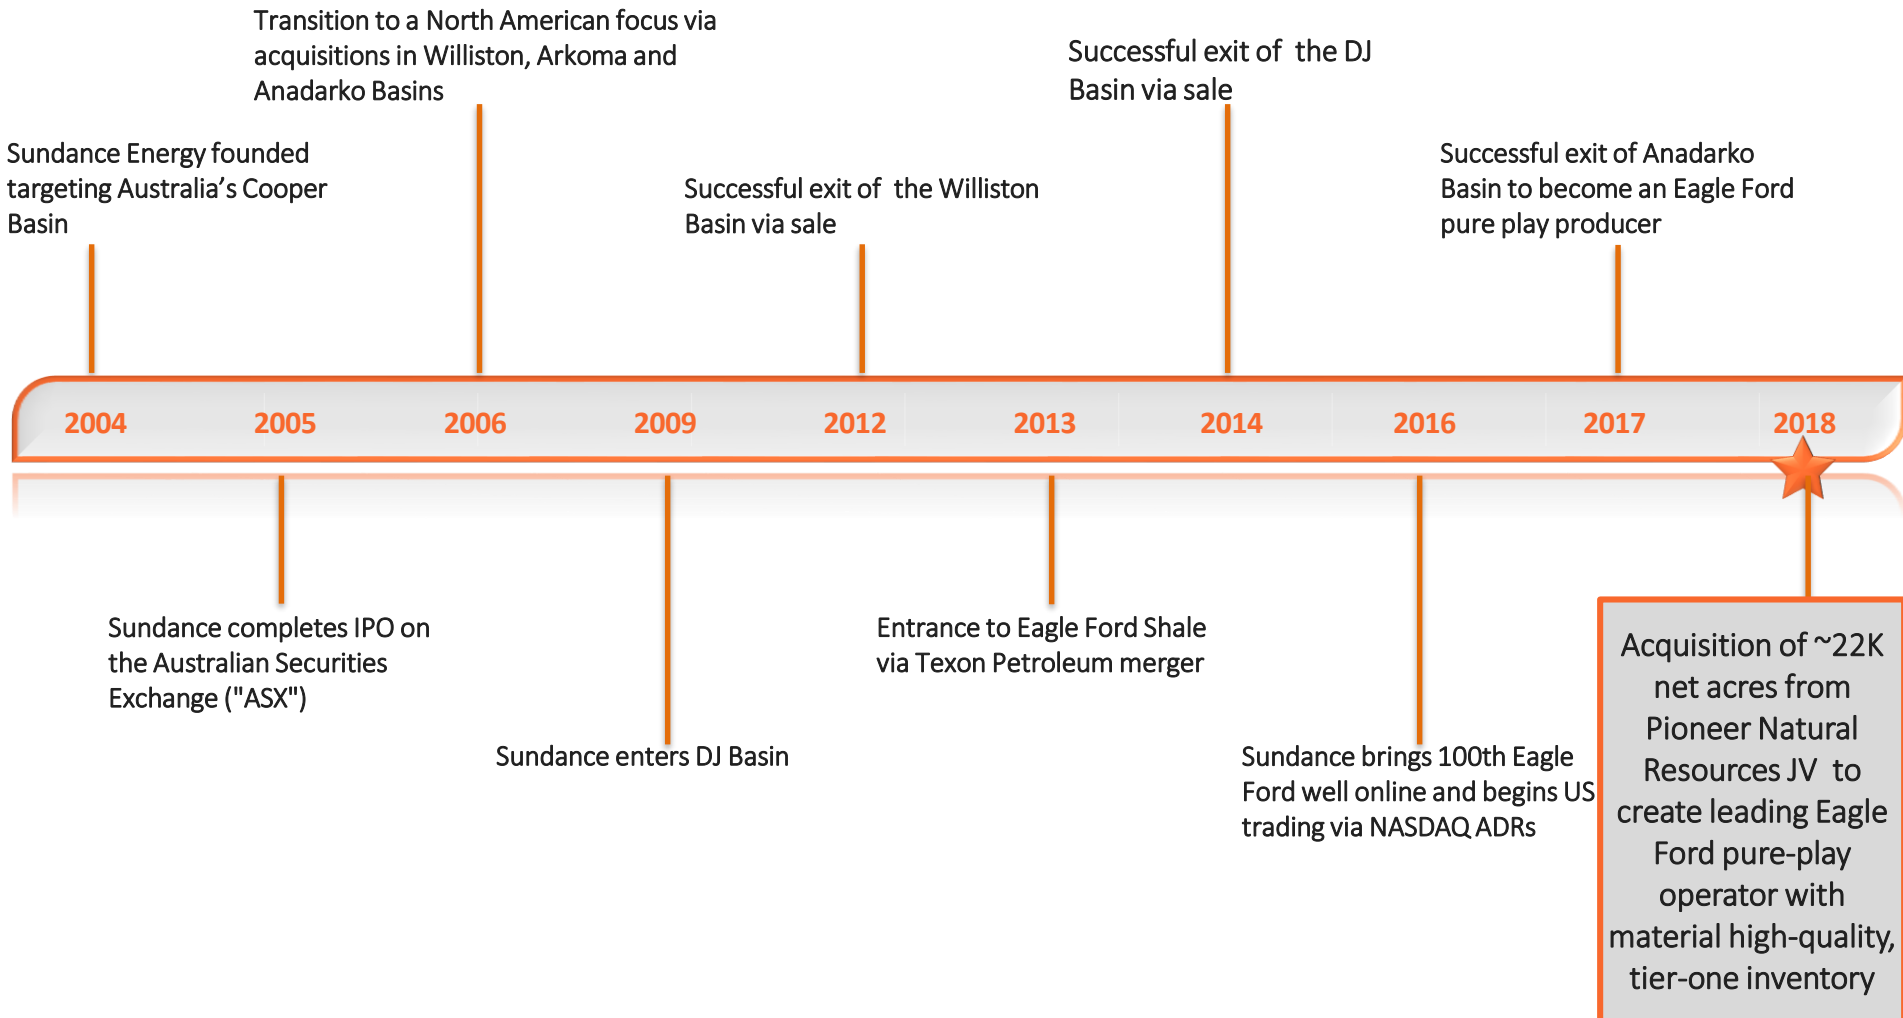 Transition to a North American focus via
acquisitions in Williston, Arkoma and
Anadarko Basins
Successful exit of the DJ
Basin via sale
Sundance Energy founded
targeting Australia’s Cooper
Basin
Successful exit of the Williston
Basin via sale
Successful exit of Anadarko
Basin to become an Eagle Ford
pure play producer
2004 2005 2006 2009 2012 2013 2014 2016 2017 2018
Sundance completes IPO on
the Australian Securities
Exchange ("ASX")
Sundance enters DJ Basin
Entrance to Eagle Ford Shale
via Texon Petroleum merger
Sundance brings 100th Eagle
Ford well online and begins US
trading via NASDAQ ADRs
Acquisition of ~22K
net acres from
Pioneer Natural
Resources JV to
create leading Eagle
Ford pure-play
operator with
material high-quality,
tier-one inventory